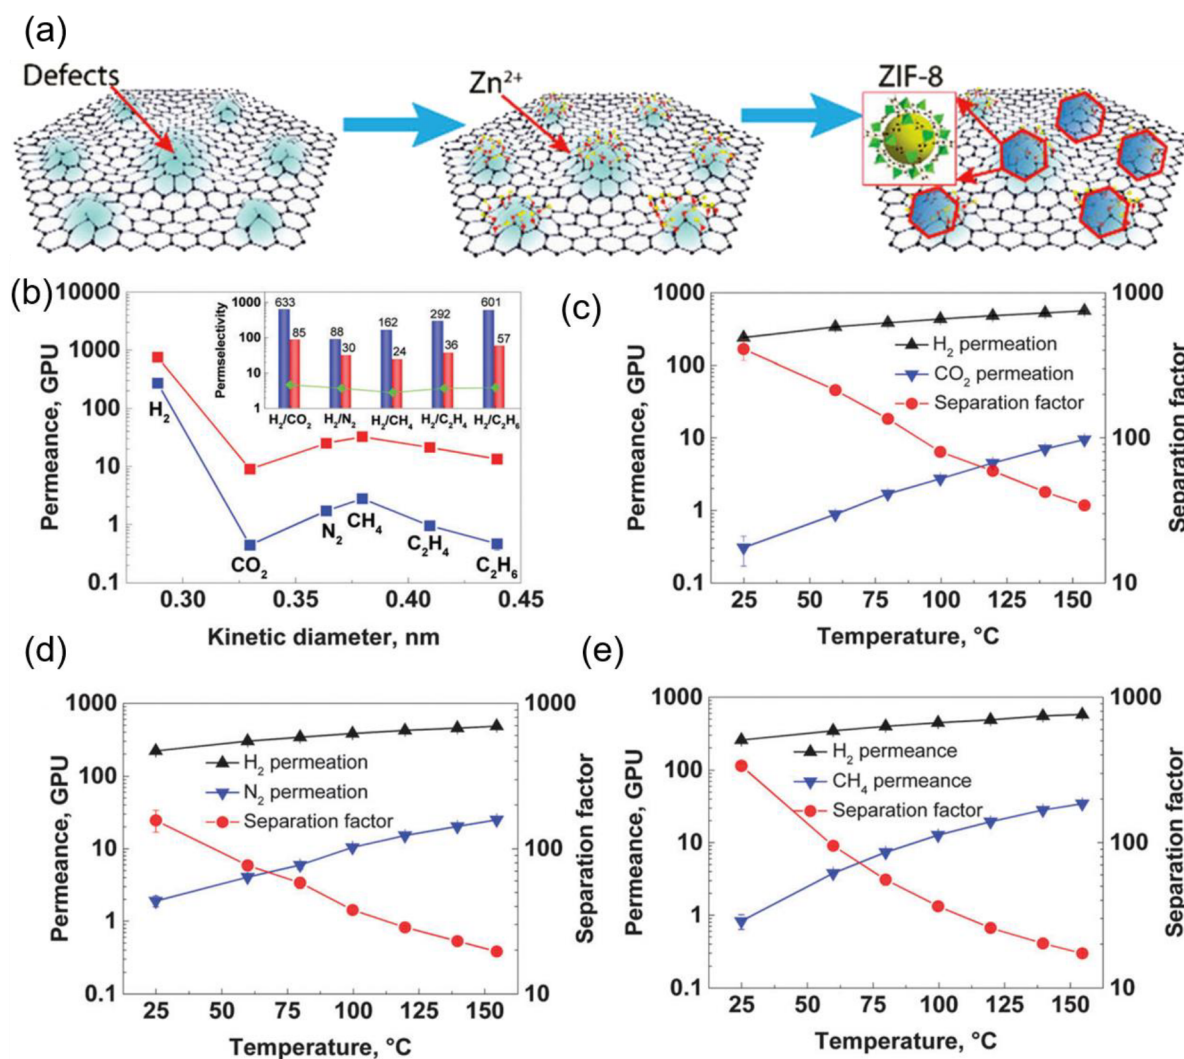 (a)
Defects
Zn²⁺
ZIF-8
(b)
10000
1000
100
10
1
0.1
Permeance, GPU
0.30 0.35 0.40 0.45
Kinetic diameter, nm
H₂
CO₂
N₂
CH₄
C₂H₄
C₂H₆
Permselectivity
1000
100
10
1
633 85 88 30 162 24 292 36 601 57
H₂/CO₂ H₂/N₂ H₂/CH₄ H₂/C₂H₄ H₂/C₂H₆
(c)
1000
100
10
1
0.1
Permeance, GPU
H₂ permeation
CO₂ permeation
Separation factor
1000
100
10
Separation factor
25 50 75 100 125 150
Temperature, °C
(d)
1000
100
10
1
0.1
Permeance, GPU
H₂ permeation
N₂ permeation
Separation factor
1000
100
10
Separation factor
25 50 75 100 125 150
Temperature, °C
(e)
1000
100
10
1
0.1
Permeance, GPU
H₂ permeance
CH₄ permeance
Separation factor
1000
100
10
Separation factor
25 50 75 100 125 150
Temperature, °C